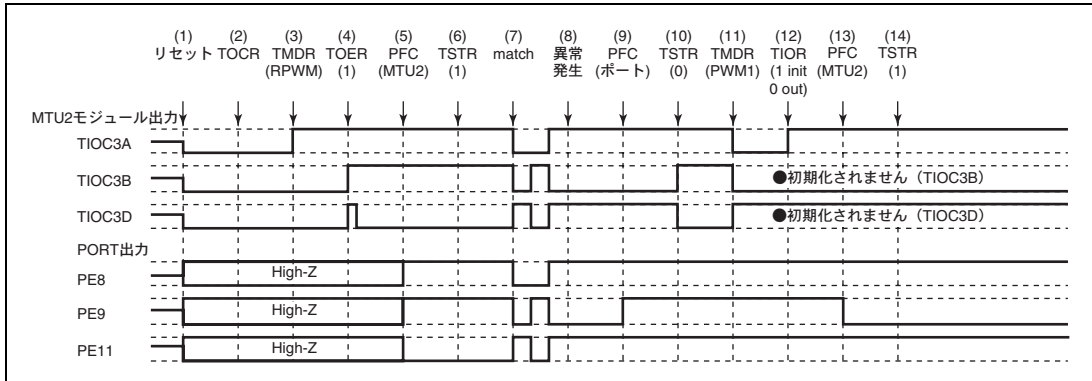 (1) (2) (3) (4) (5) (6) (7) (8) (9) (10) (11) (12) (13) (14)
リセット TOCR TMDR TOER PFC TSTR match 異常 PFC TSTR TMDR TIOR PFC TSTR
(RPWM) (1) (MTU2) (1) 発生 (ポート) (0) (PWM1) (1 init (MTU2) (1)
0 out)
MTU2モジュール出力
TIOC3A
TIOC3B ●初期化されません（TIOC3B）
TIOC3D ●初期化されません（TIOC3D）
PORT出力
PE8 High-Z
PE9 High-Z
PE11 High-Z